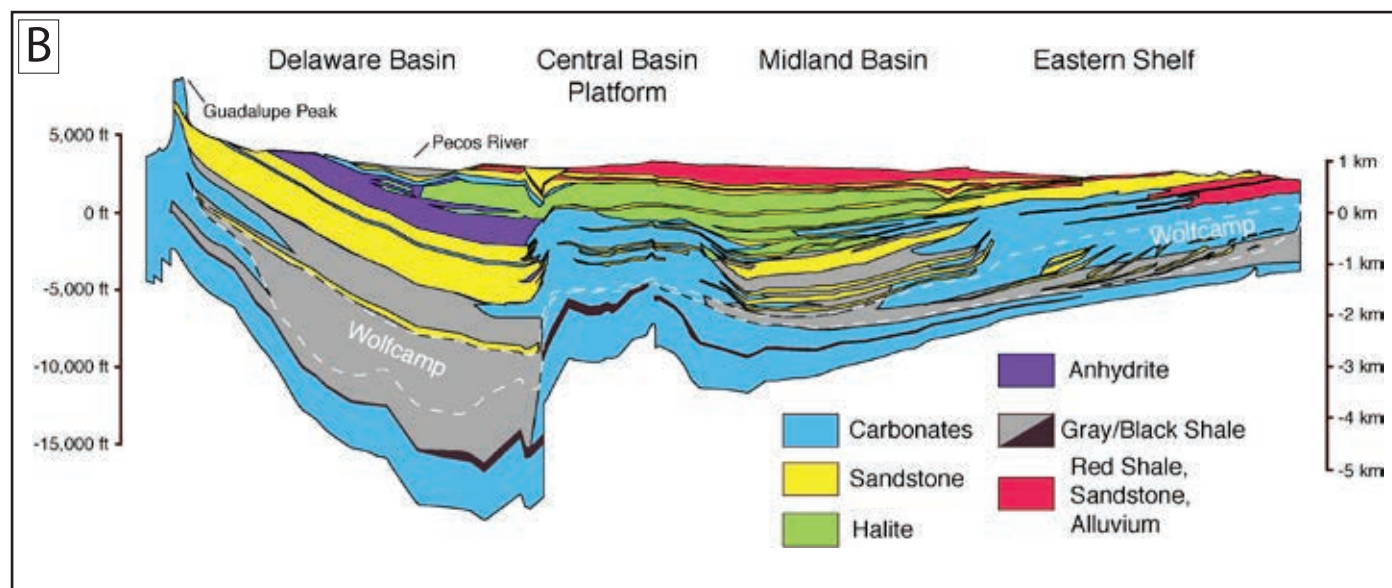 B
Delaware Basin
Central Basin
Platform
Midland Basin
Eastern Shelf
Guadalupe Peak
Pecos River
5,000 ft
0 ft
-5,000 ft
-10,000 ft
-15,000 ft
1 km
0 km
-1 km
-2 km
-3 km
-4 km
-5 km
Wolfcamp
Wolfcamp
Carbonates
Sandstone
Halite
Anhydrite
Gray/Black Shale
Red Shale,
Sandstone,
Alluvium